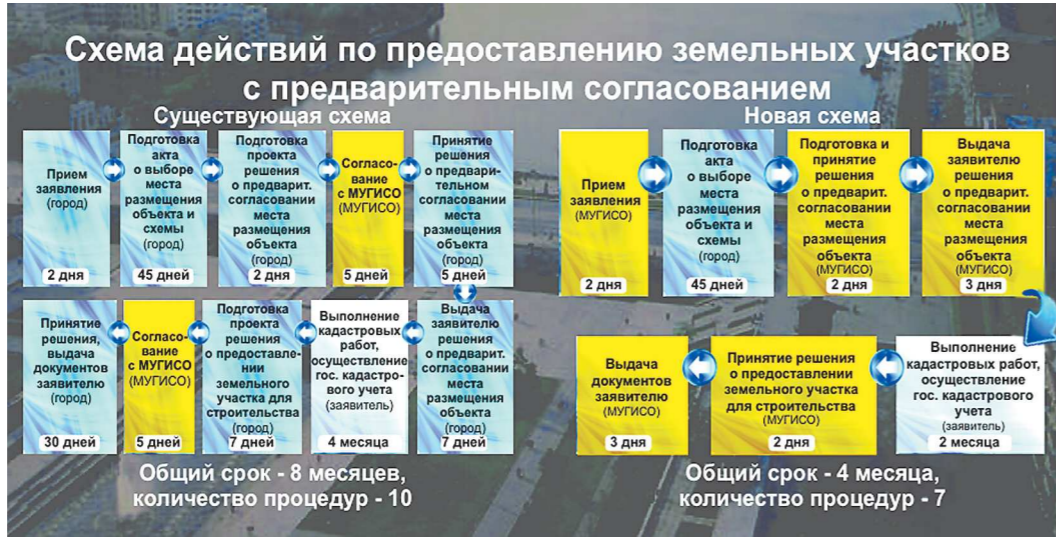 Схема действий по предоставлению земельных участков
с предварительным согласованием
Существующая схема
Прием
заявления
(город)
2 дня
Подготовка
акта
о выборе
места
размещения
объекта и
схемы
(город)
45 дней
Подготовка
проекта
решения
о предварит.
согласовании
места
размещения
объекта
(город)
2 дня
Согласо-
вание
с МУГИСО
(МУГИСО)
5 дней
Принятие
решения
о предвари-
тельном
согласовании
места
размещения
объекта
(город)
5 дней
Выдача
заявителю
решения
о предварит.
согласовании
места
размещения
объекта
(город)
7 дней
Выполнение
кадастровых
работ,
осуществление
гос. кадастро-
вого учета
(заявитель)
4 месяца
Подготовка
проекта
решения
о предоставле-
нии
земельного
участка для
строительства
(город)
7 дней
Согласо-
вание
с МУГИСО
(МУГИСО)
5 дней
Принятие
решения,
выдача
документов
заявителю
(город)
30 дней
Общий срок - 8 месяцев,
количество процедур - 10
Новая схема
Прием
заявления
(МУГИСО)
2 дня
Подготовка
акта
о выборе
места
размещения
объекта и
схемы
(город)
45 дней
Подготовка и
принятие
решения
о предварит.
согласовании
места
размещения
объекта
(МУГИСО)
2 дня
Выдача
заявителю
решения
о предварит.
согласовании
места
размещения
объекта
(МУГИСО)
3 дня
Выполнение
кадастровых работ,
осуществление
гос. кадастрового
учета
(заявитель)
2 месяца
Принятие решения
о предоставлении
земельного участка
для строительства
(МУГИСО)
2 дня
Выдача
документов
заявителю
(МУГИСО)
3 дня
Общий срок - 4 месяца,
количество процедур - 7